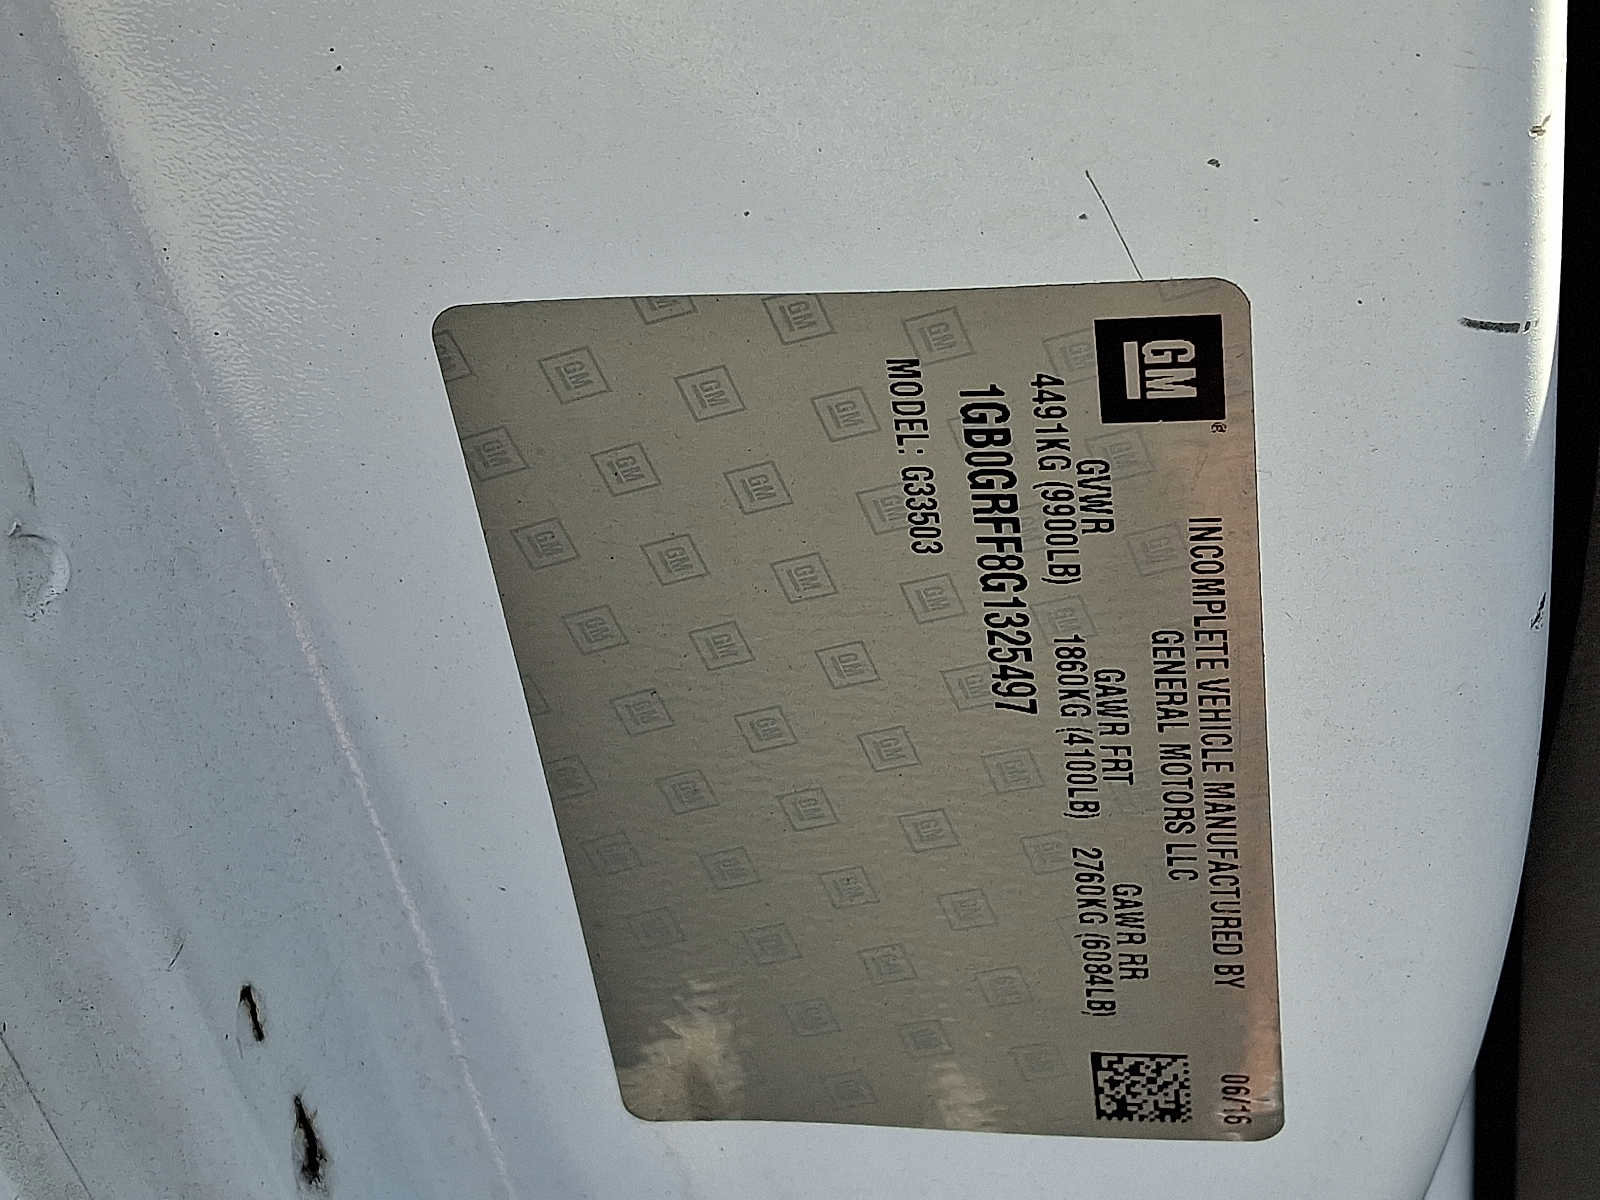 GM®
INCOMPLETE VEHICLE MANUFACTURED BY
GENERAL MOTORS LLC
06/16
GVWR GAWR FRT GAWR RR
4491KG (9900LB) 1860KG (4100LB) 2760KG (6084LB)
1GB0GRFF8G1325497
MODEL: G33503